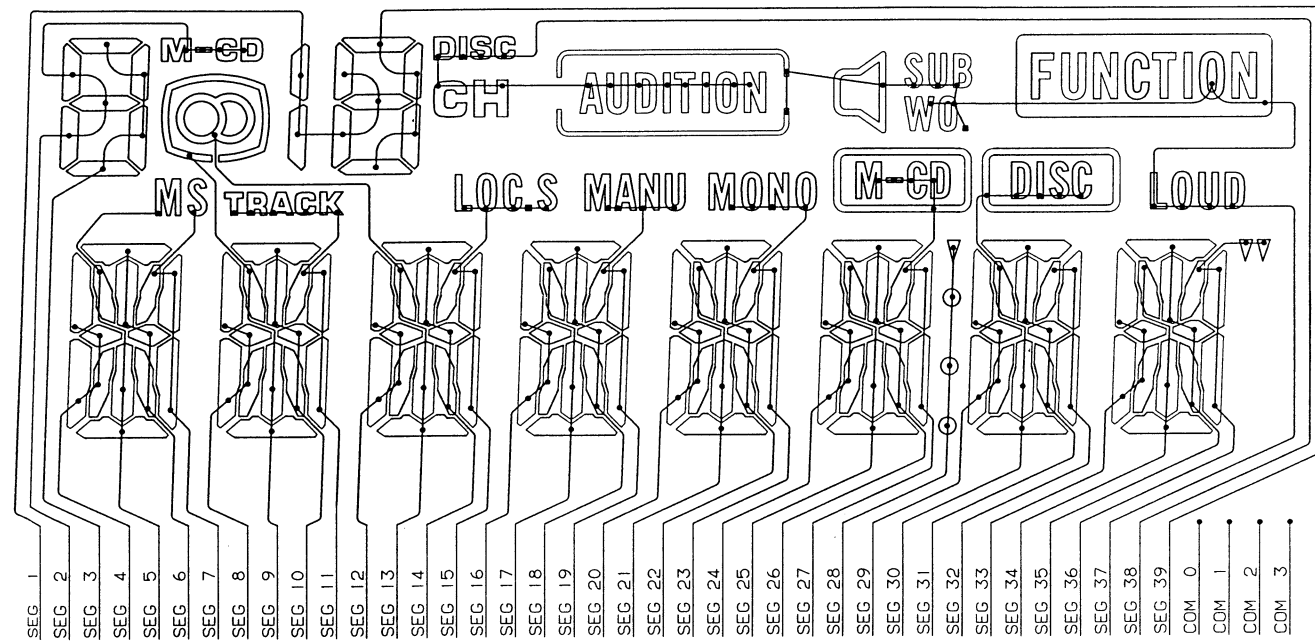 M-CD DISC
CH AUDITION SUB WO FUNCTION
MS TRACK LOC.S MANU MONO M-CD DISC LOUD
SEG 1 SEG 2 SEG 3 SEG 4 SEG 5 SEG 6 SEG 7 SEG 8 SEG 9 SEG 10 SEG 11 SEG 12 SEG 13 SEG 14 SEG 15 SEG 16 SEG 17 SEG 18 SEG 19 SEG 20 SEG 21 SEG 22 SEG 23 SEG 24 SEG 25 SEG 26 SEG 27 SEG 28 SEG 29 SEG 30 SEG 31 SEG 32 SEG 33 SEG 34 SEG 35 SEG 36 SEG 37 SEG 38 SEG 39 COM 0 COM 1 COM 2 COM 3